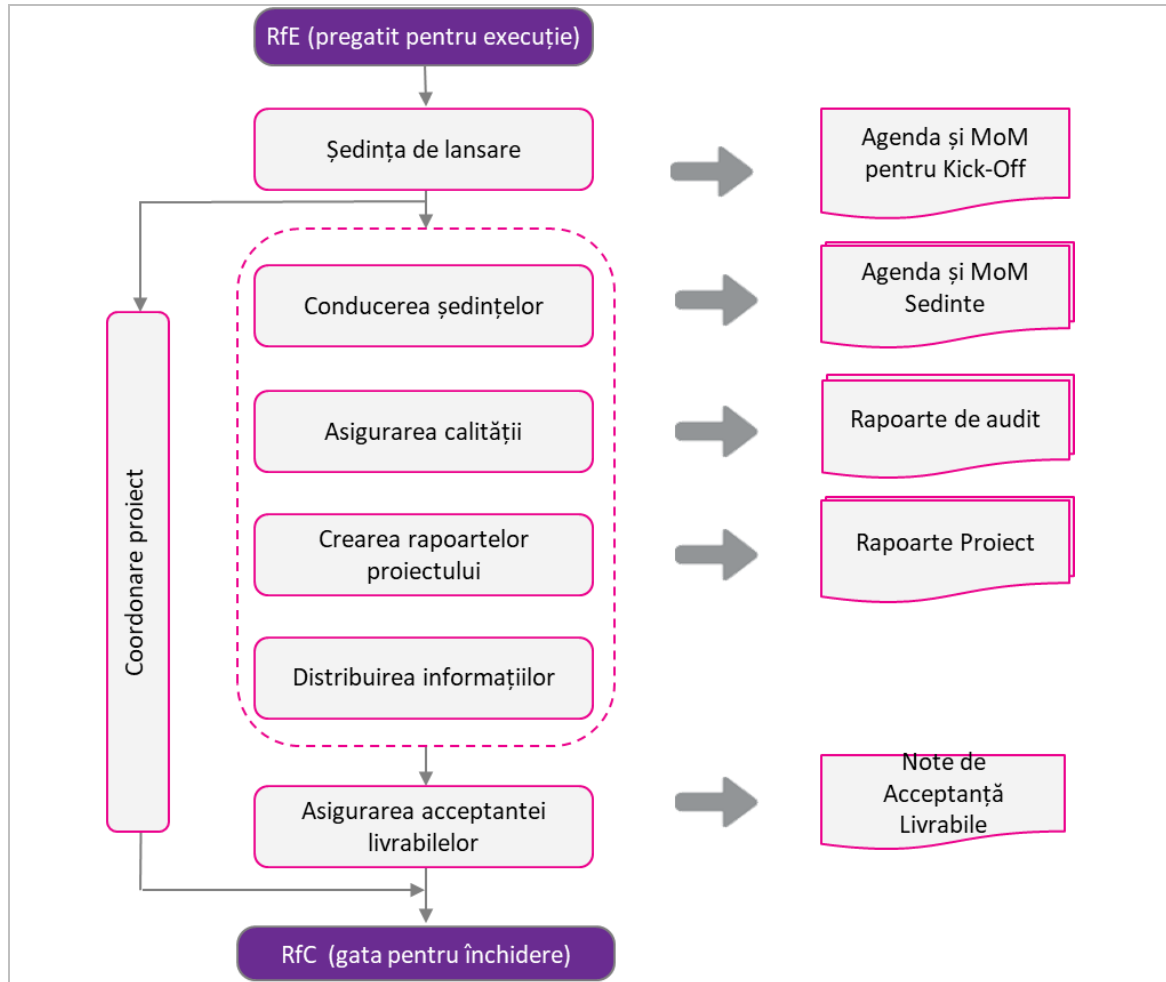 RfE (pregatit pentru execuție)
Ședința de lansare
Agenda și MoM
pentru Kick-Off
Conducerea ședințelor
Agenda și MoM
Sedinte
Asigurarea calității
Rapoarte de audit
Coordonare proiect
Crearea rapoartelor
proiectului
Rapoarte Proiect
Distribuirea informațiilor
Asigurarea acceptantei
livrabilelor
Note de
Acceptanță
Livrabile
RfC (gata pentru închidere)